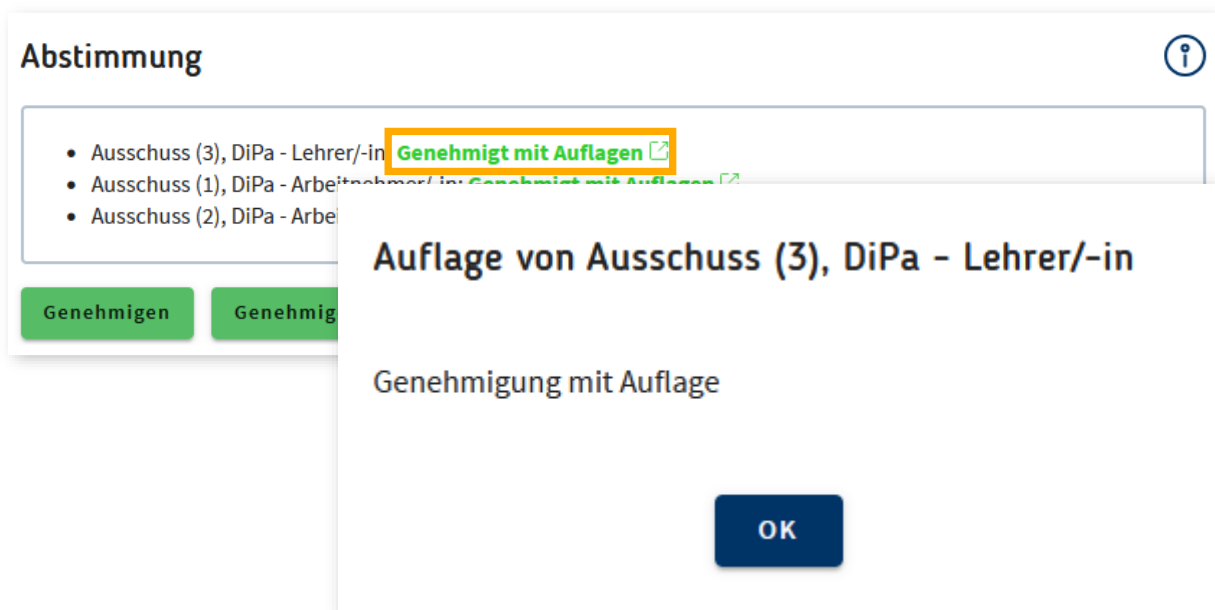 Abstimmung
Ausschuss (3), DiPa - Lehrer/-in Genehmigt mit Auflagen
Ausschuss (1), DiPa - Arbeitnehmer/-in: Genehmigt mit Auflagen
Ausschuss (2), DiPa - Arbei
Genehmigen
Genehmig
Auflage von Ausschuss (3), DiPa - Lehrer/-in
Genehmigung mit Auflage
OK